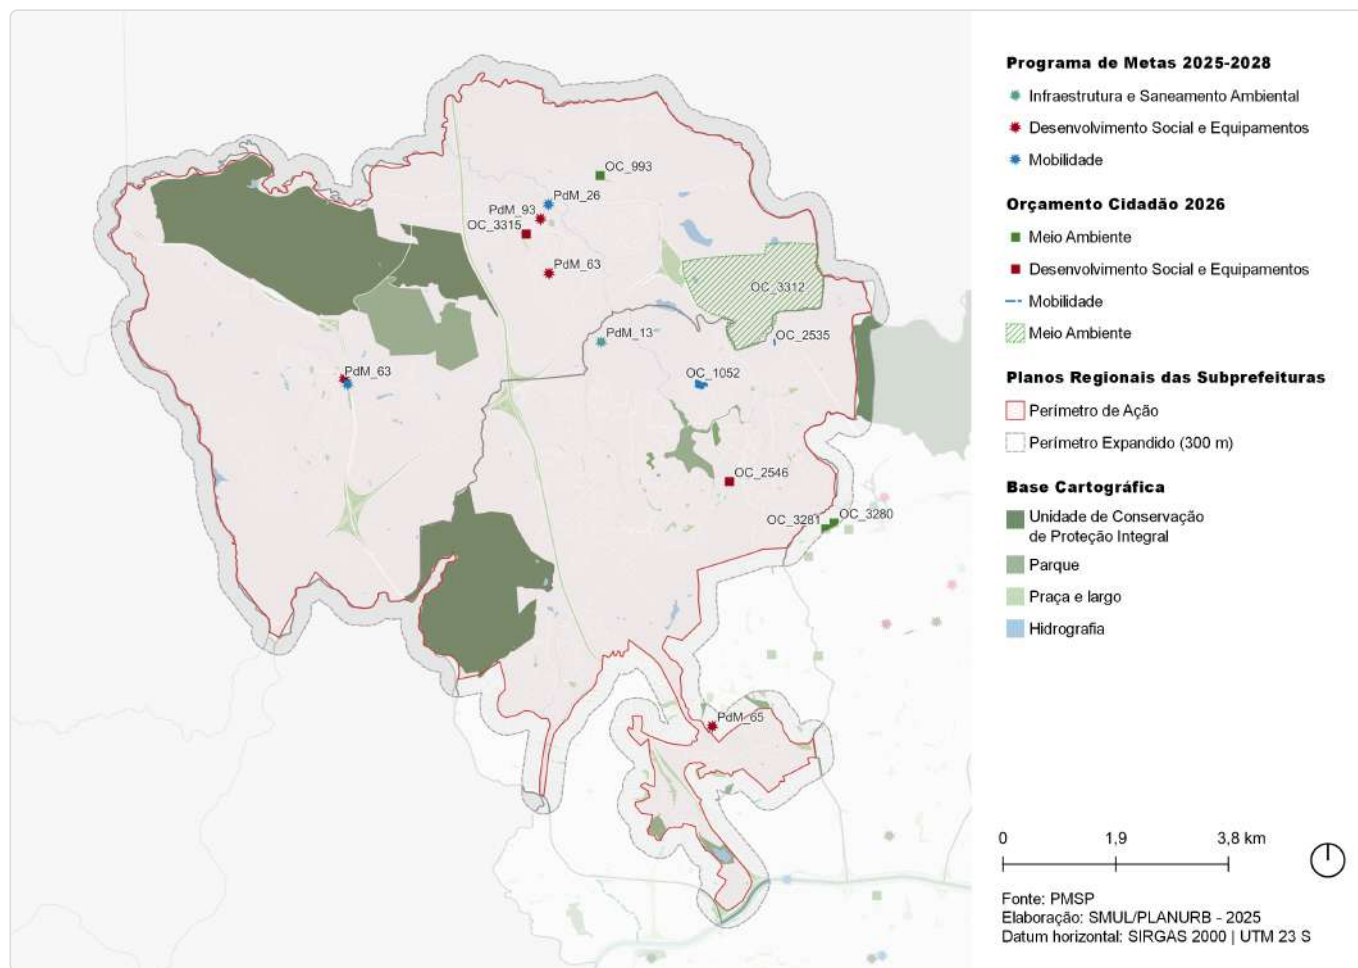 OC_993
PdM_26
PdM_93
OC_3315
PdM_63
OC_3312
PdM_13
OC_2535
PdM_63
OC_1052
OC_2546
OC_3281
OC_3280
PdM_65
Programa de Metas 2025-2028
Infraestrutura e Saneamento Ambiental
Desenvolvimento Social e Equipamentos
Mobilidade
Orçamento Cidadão 2026
Meio Ambiente
Desenvolvimento Social e Equipamentos
Mobilidade
Meio Ambiente
Planos Regionais das Subprefeituras
Perímetro de Ação
Perímetro Expandido (300 m)
Base Cartográfica
Unidade de Conservação
de Proteção Integral
Parque
Praça e largo
Hidrografia
0 1,9 3,8 km
Fonte: PMSP
Elaboração: SMUL/PLANURB - 2025
Datum horizontal: SIRGAS 2000 | UTM 23 S